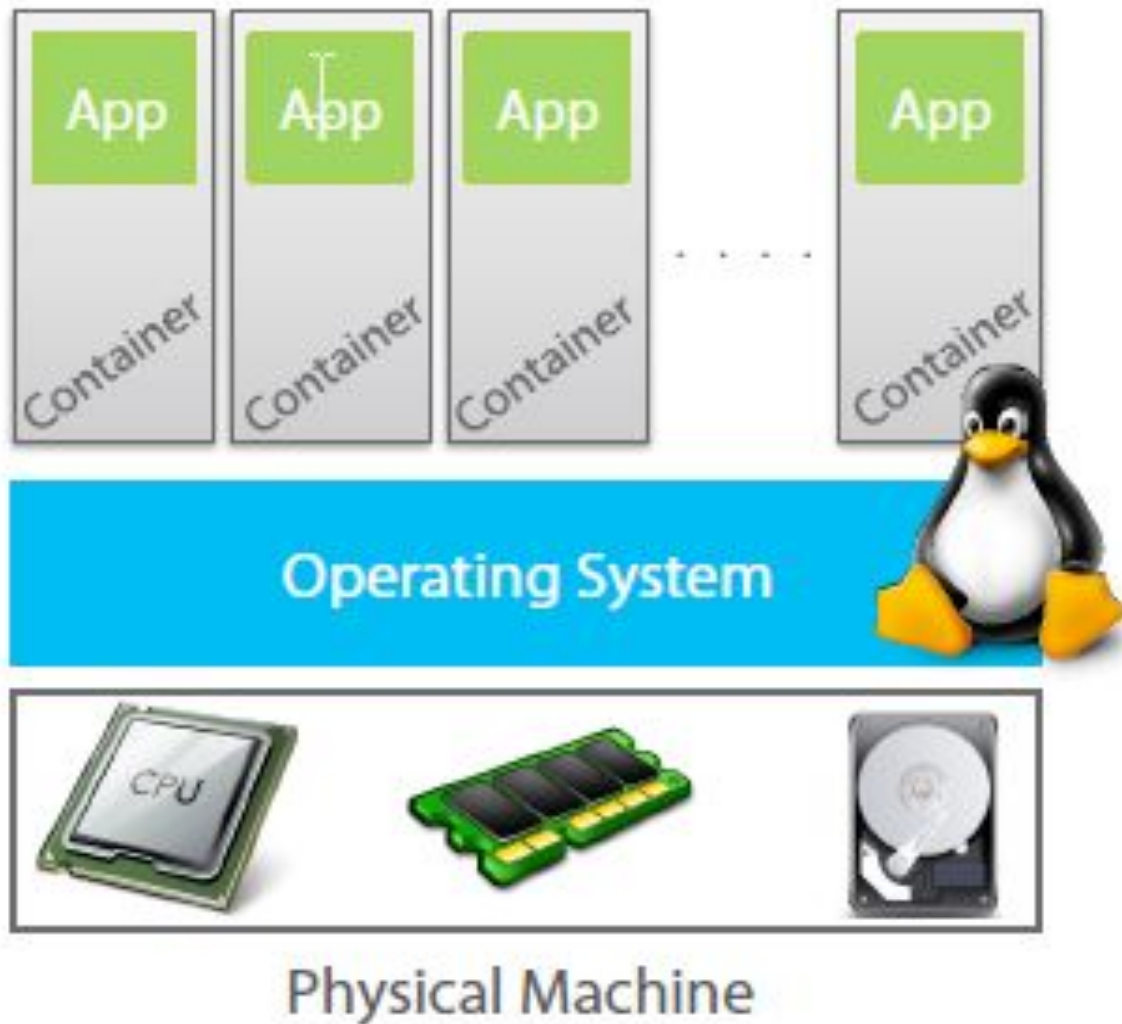 App App App App
Container Container Container Container
Operating System
CPU
Physical Machine